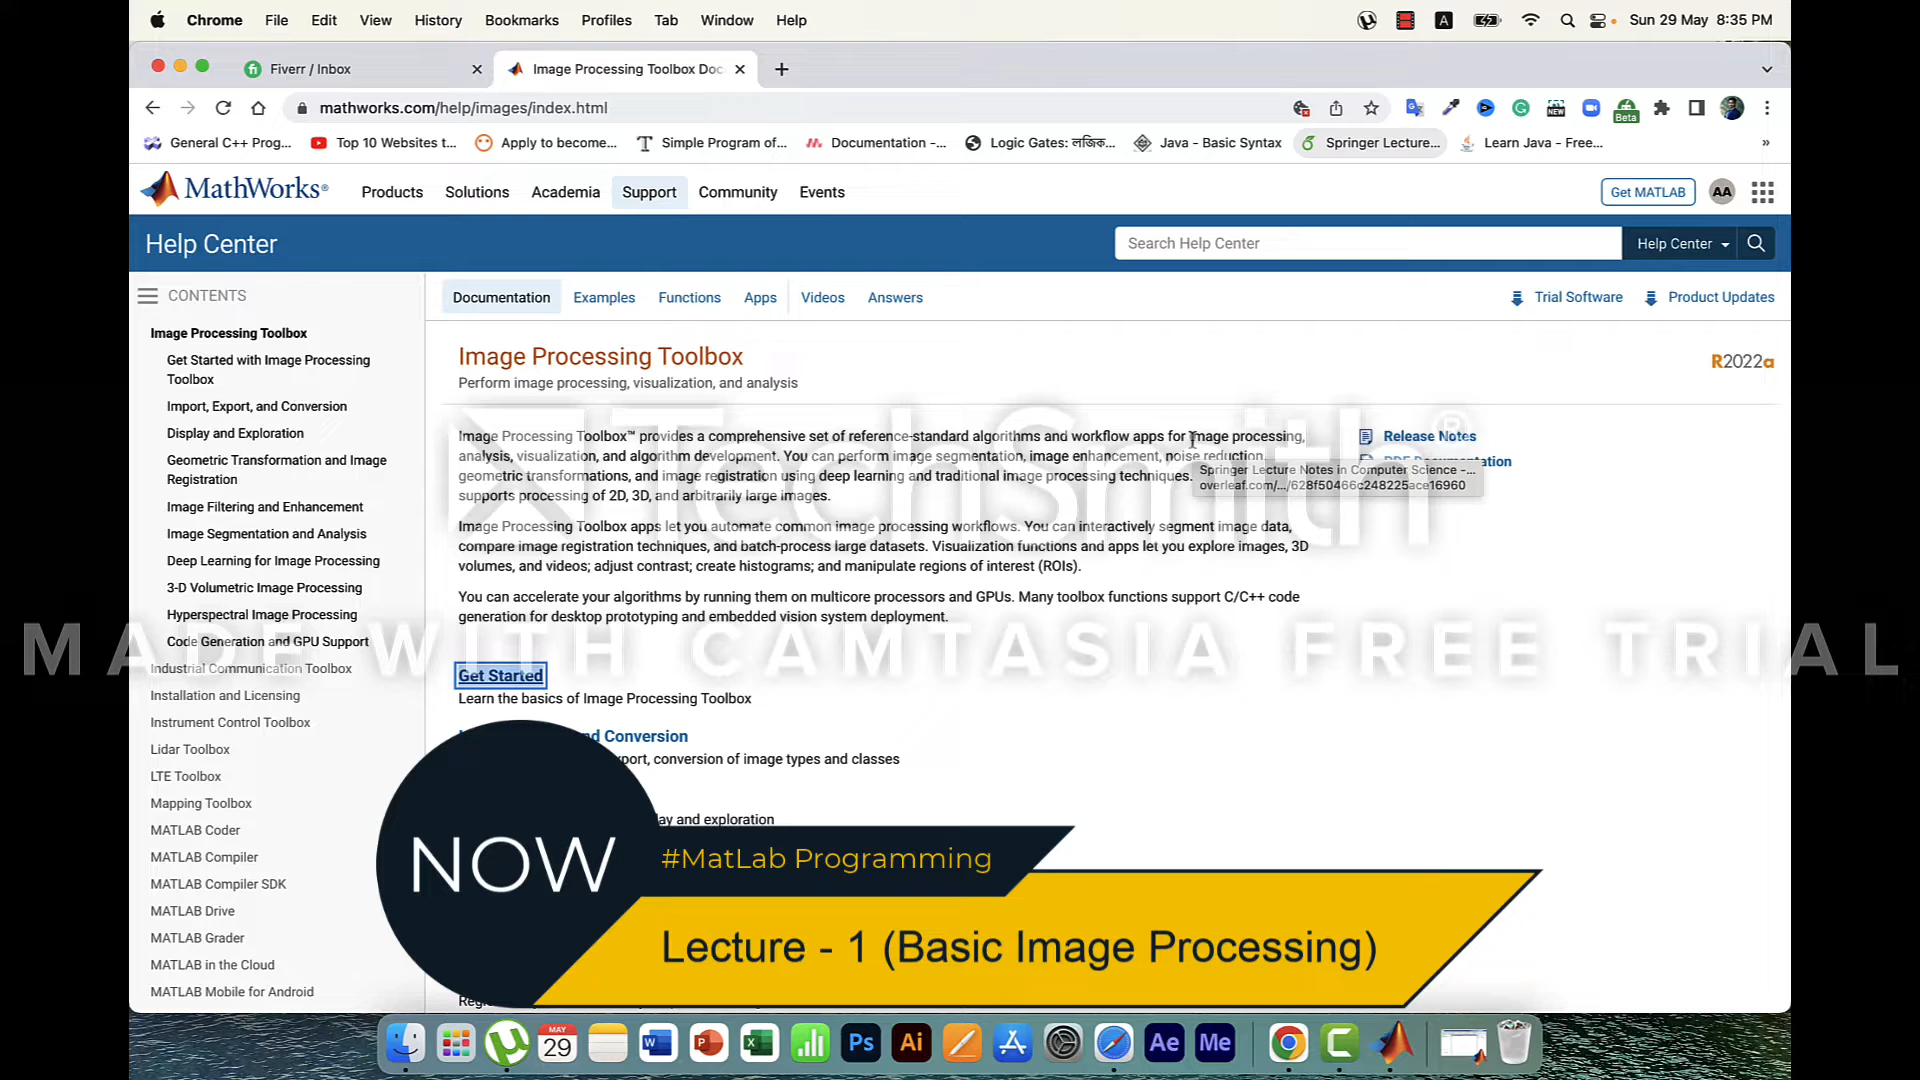 Chrome File Edit View History Bookmarks Profiles Tab Window Help A Sun 29 May 8:35 PM
fi Fiverr / Inbox Image Processing Toolbox Doc
mathworks.com/help/images/index.html NEW Beta
General C++ Prog... Top 10 Websites t... Apply to become... Simple Program of... Documentation -... Logic Gates: লজিক... Java - Basic Syntax Springer Lecture... Learn Java - Free... »
MathWorks® Products Solutions Academia Support Community Events Get MATLAB AA
Help Center Search Help Center Help Center
CONTENTS Documentation Examples Functions Apps Videos Answers Trial Software Product Updates
Image Processing Toolbox
Get Started with Image Processing
Toolbox
Import, Export, and Conversion
Display and Exploration
Geometric Transformation and Image
Registration
Image Filtering and Enhancement
Image Segmentation and Analysis
Deep Learning for Image Processing
3-D Volumetric Image Processing
Hyperspectral Image Processing
Code Generation and GPU Support
Industrial Communication Toolbox
Installation and Licensing
Instrument Control Toolbox
Lidar Toolbox
LTE Toolbox
Mapping Toolbox
MATLAB Coder
MATLAB Compiler
MATLAB Compiler SDK
MATLAB Drive
MATLAB Grader
MATLAB in the Cloud
MATLAB Mobile for Android
Image Processing Toolbox
R2022a
Perform image processing, visualization, and analysis
Image Processing Toolbox™ provides a comprehensive set of reference-standard algorithms and workflow apps for image processing,
analysis, visualization, and algorithm development. You can perform image segmentation, image enhancement, noise reduction,
geometric transformations, and image registration using deep learning and traditional image processing techniques.
supports processing of 2D, 3D, and arbitrarily large images.
Release Notes
PDF Documentation
Springer Lecture Notes in Computer Science -...
overleaf.com/.../628f50466c248225ace16960
Image Processing Toolbox apps let you automate common image processing workflows. You can interactively segment image data,
compare image registration techniques, and batch-process large datasets. Visualization functions and apps let you explore images, 3D
volumes, and videos; adjust contrast; create histograms; and manipulate regions of interest (ROIs).
You can accelerate your algorithms by running them on multicore processors and GPUs. Many toolbox functions support C/C++ code
generation for desktop prototyping and embedded vision system deployment.
TechSmith®
MADE WITH CAMTASIA FREE TRIAL
Get Started
Learn the basics of Image Processing Toolbox
nd Conversion
port, conversion of image types and classes
lay and exploration
NOW
#MatLab Programming
Lecture - 1 (Basic Image Processing)
MAY
29
W P X Ps Ai Ae Me C